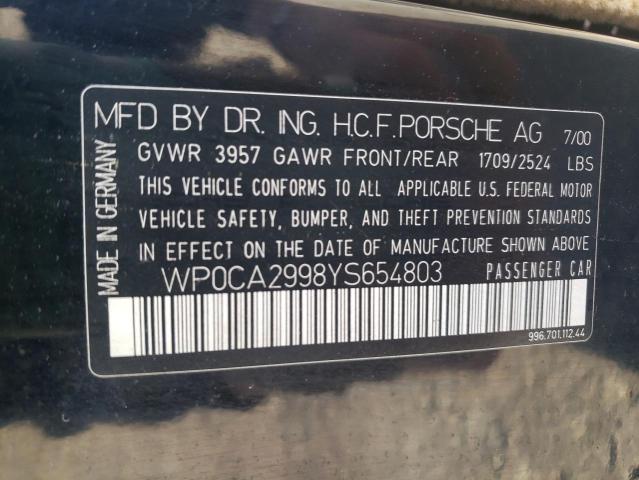 MFD BY DR. ING. H.C.F. PORSCHE AG 7/00
GVWR 3957 GAWR FRONT/REAR 1709/2524 LBS
THIS VEHICLE CONFORMS TO ALL APPLICABLE U.S. FEDERAL MOTOR
VEHICLE SAFETY, BUMPER, AND THEFT PREVENTION STANDARDS
IN EFFECT ON THE DATE OF MANUFACTURE SHOWN ABOVE
WP0CA2998YS654803 PASSENGER CAR
996.701.112.44
MADE IN GERMANY